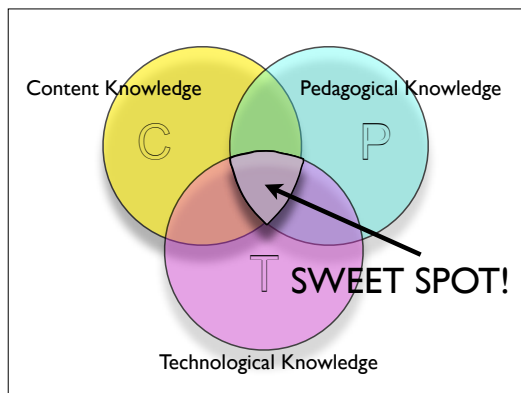 Content Knowledge
Pedagogical Knowledge
C
P
T
SWEET SPOT!
Technological Knowledge